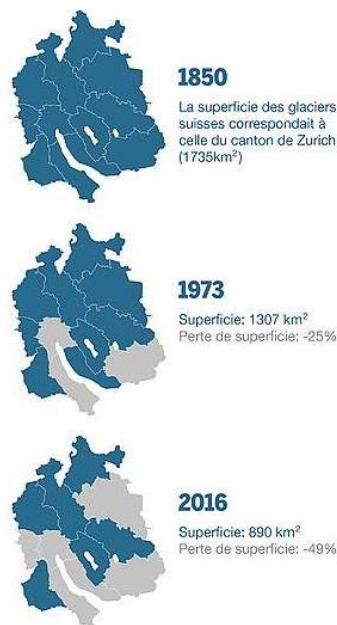 1850
La superficie des glaciers
suisses correspondait à
celle du canton de Zurich
(1735km²)
1973
Superficie: 1307 km²
Perte de superficie: -25%
2016
Superficie: 890 km²
Perte de superficie: -49%